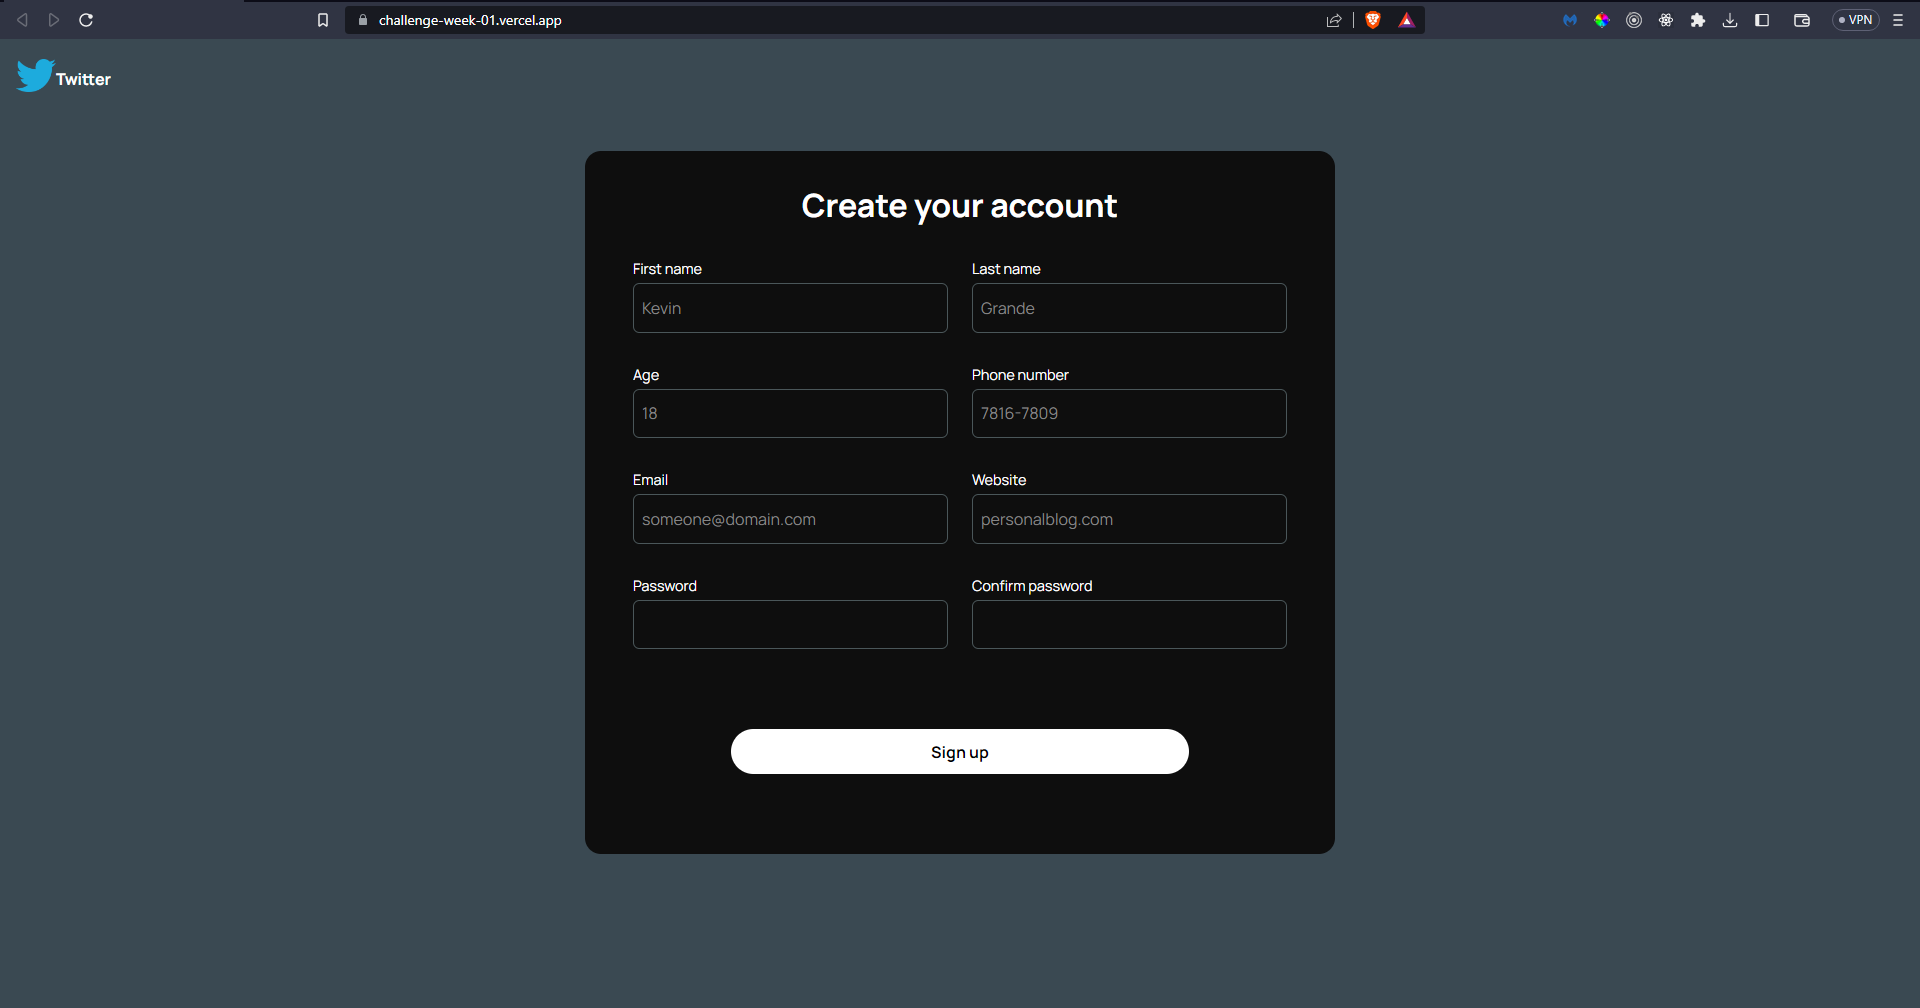 challenge-week-01.vercel.app
VPN
Twitter
Create your account
First name
Last name
Kevin
Grande
Age
Phone number
18
7816-7809
Email
Website
someone@domain.com
personalblog.com
Password
Confirm password
Sign up